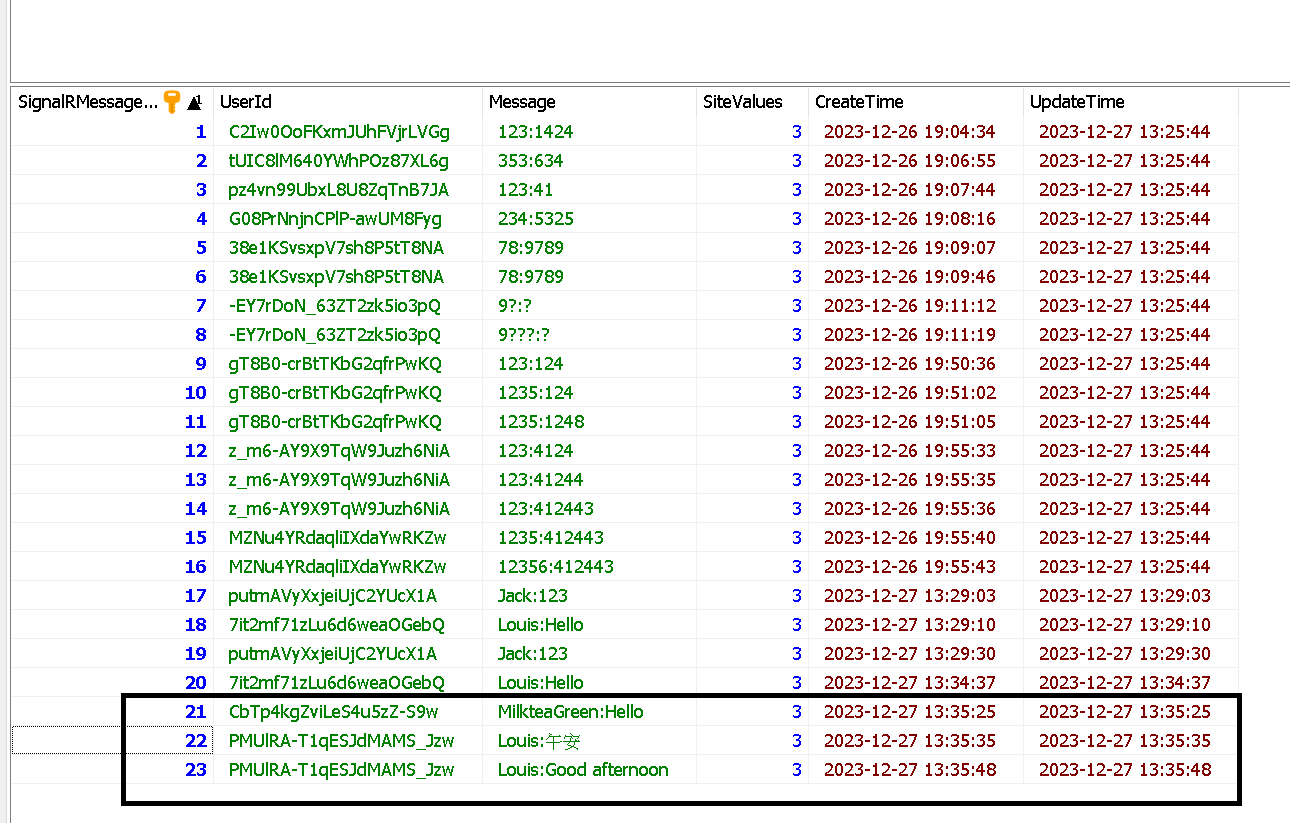 SignalRMessage... 1 UserId Message SiteValues CreateTime UpdateTime
1 C2Iw0OoFKxmJUhFVjrLVGg 123:1424 3 2023-12-26 19:04:34 2023-12-27 13:25:44
2 tUIC8lM640YWhPOz87XL6g 353:634 3 2023-12-26 19:06:55 2023-12-27 13:25:44
3 pz4vn99UbxL8U8ZqTnB7JA 123:41 3 2023-12-26 19:07:44 2023-12-27 13:25:44
4 G08PrNnjnCPlP-awUM8Fyg 234:5325 3 2023-12-26 19:08:16 2023-12-27 13:25:44
5 38e1KSvsxpV7sh8P5tT8NA 78:9789 3 2023-12-26 19:09:07 2023-12-27 13:25:44
6 38e1KSvsxpV7sh8P5tT8NA 78:9789 3 2023-12-26 19:09:46 2023-12-27 13:25:44
7 -EY7rDoN_63ZT2zk5io3pQ 9?:? 3 2023-12-26 19:11:12 2023-12-27 13:25:44
8 -EY7rDoN_63ZT2zk5io3pQ 9???:? 3 2023-12-26 19:11:19 2023-12-27 13:25:44
9 gT8B0-crBtTKbG2qfrPwKQ 123:124 3 2023-12-26 19:50:36 2023-12-27 13:25:44
10 gT8B0-crBtTKbG2qfrPwKQ 1235:124 3 2023-12-26 19:51:02 2023-12-27 13:25:44
11 gT8B0-crBtTKbG2qfrPwKQ 1235:1248 3 2023-12-26 19:51:05 2023-12-27 13:25:44
12 z_m6-AY9X9TqW9Juzh6NiA 123:4124 3 2023-12-26 19:55:33 2023-12-27 13:25:44
13 z_m6-AY9X9TqW9Juzh6NiA 123:41244 3 2023-12-26 19:55:35 2023-12-27 13:25:44
14 z_m6-AY9X9TqW9Juzh6NiA 123:412443 3 2023-12-26 19:55:36 2023-12-27 13:25:44
15 MZNu4YRdaqliIXdaYwRKZw 1235:412443 3 2023-12-26 19:55:40 2023-12-27 13:25:44
16 MZNu4YRdaqliIXdaYwRKZw 12356:412443 3 2023-12-26 19:55:43 2023-12-27 13:25:44
17 putmAVyXxjeiUjC2YUcX1A Jack:123 3 2023-12-27 13:29:03 2023-12-27 13:29:03
18 7it2mf71zLu6d6weaOGebQ Louis:Hello 3 2023-12-27 13:29:10 2023-12-27 13:29:10
19 putmAVyXxjeiUjC2YUcX1A Jack:123 3 2023-12-27 13:29:30 2023-12-27 13:29:30
20 7it2mf71zLu6d6weaOGebQ Louis:Hello 3 2023-12-27 13:34:37 2023-12-27 13:34:37
21 CbTp4kgZviLeS4u5zZ-S9w MilkteaGreen:Hello 3 2023-12-27 13:35:25 2023-12-27 13:35:25
22 PMUlRA-T1qESJdMAMS_Jzw Louis:午安 3 2023-12-27 13:35:35 2023-12-27 13:35:35
23 PMUlRA-T1qESJdMAMS_Jzw Louis:Good afternoon 3 2023-12-27 13:35:48 2023-12-27 13:35:48